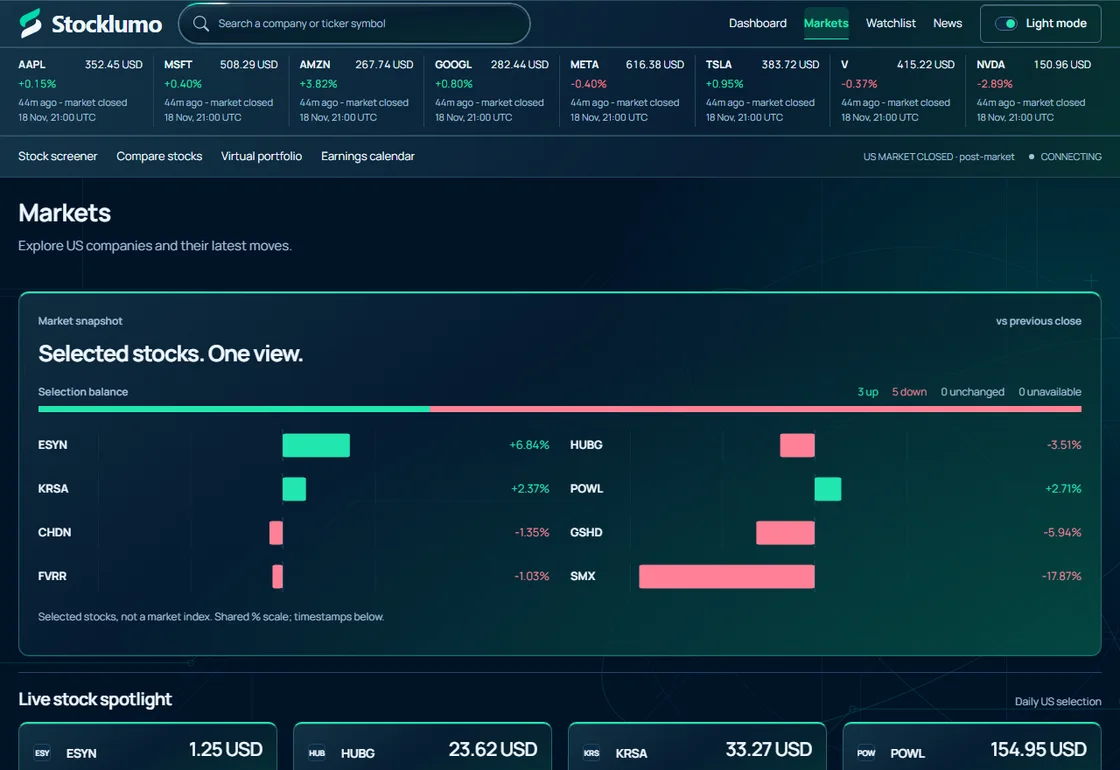 Stocklumo
Search a company or ticker symbol
Dashboard Markets Watchlist News
Light mode
AAPL 352.45 USD
+0.15%
44m ago - market closed
18 Nov, 21:00 UTC
MSFT 508.29 USD
+0.40%
44m ago - market closed
18 Nov, 21:00 UTC
AMZN 267.74 USD
+3.82%
44m ago - market closed
18 Nov, 21:00 UTC
GOOGL 282.44 USD
+0.80%
44m ago - market closed
18 Nov, 21:00 UTC
META 616.38 USD
-0.40%
44m ago - market closed
18 Nov, 21:00 UTC
TSLA 383.72 USD
+0.95%
44m ago - market closed
18 Nov, 21:00 UTC
V 415.22 USD
-0.37%
44m ago - market closed
18 Nov, 21:00 UTC
NVDA 150.96 USD
-2.89%
44m ago - market closed
18 Nov, 21:00 UTC
Stock screener Compare stocks Virtual portfolio Earnings calendar
US MARKET CLOSED · post-market ● CONNECTING
Markets
Explore US companies and their latest moves.
Market snapshot
vs previous close
Selected stocks. One view.
Selection balance
3 up 5 down 0 unchanged 0 unavailable
ESYN +6.84%
HUBG -3.51%
KRSA +2.37%
POWL +2.71%
CHDN -1.35%
GSHD -5.94%
FVRR -1.03%
SMX -17.87%
Selected stocks, not a market index. Shared % scale; timestamps below.
Live stock spotlight
Daily US selection
ESY ESYN 1.25 USD
HUB HUBG 23.62 USD
KRS KRSA 33.27 USD
POW POWL 154.95 USD